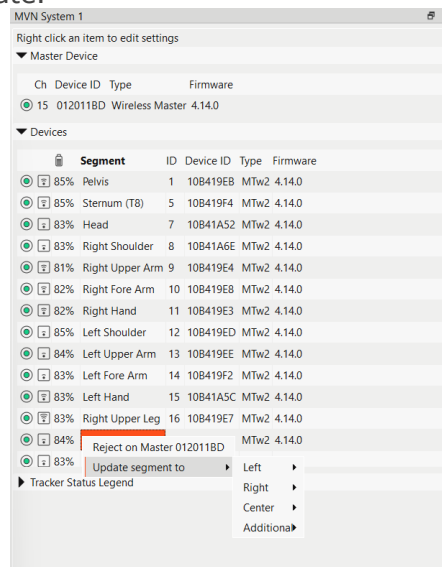 MVN System 1
Right click an item to edit settings
Master Device
Ch Device ID Type Firmware
15 012011BD Wireless Master 4.14.0
Devices
Segment ID Device ID Type Firmware
85% Pelvis 1 10B419EB MTw2 4.14.0
85% Sternum (T8) 5 10B419F4 MTw2 4.14.0
83% Head 7 10B41A52 MTw2 4.14.0
83% Right Shoulder 8 10B41A6E MTw2 4.14.0
81% Right Upper Arm 9 10B419E4 MTw2 4.14.0
82% Right Fore Arm 10 10B419E8 MTw2 4.14.0
82% Right Hand 11 10B419E3 MTw2 4.14.0
85% Left Shoulder 12 10B419ED MTw2 4.14.0
84% Left Upper Arm 13 10B419EE MTw2 4.14.0
83% Left Fore Arm 14 10B419F2 MTw2 4.14.0
83% Left Hand 15 10B41A5C MTw2 4.14.0
83% Right Upper Leg 16 10B419E7 MTw2 4.14.0
84% Reject on Master 012011BD MTw2 4.14.0
83% Update segment to Left
Tracker Status Legend
Right
Center
Additional